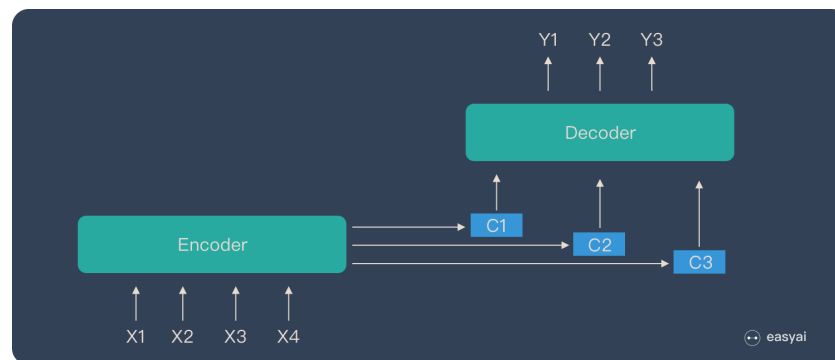 Y1 Y2 Y3
Decoder
C1
Encoder
C2
C3
X1 X2 X3 X4
easyai